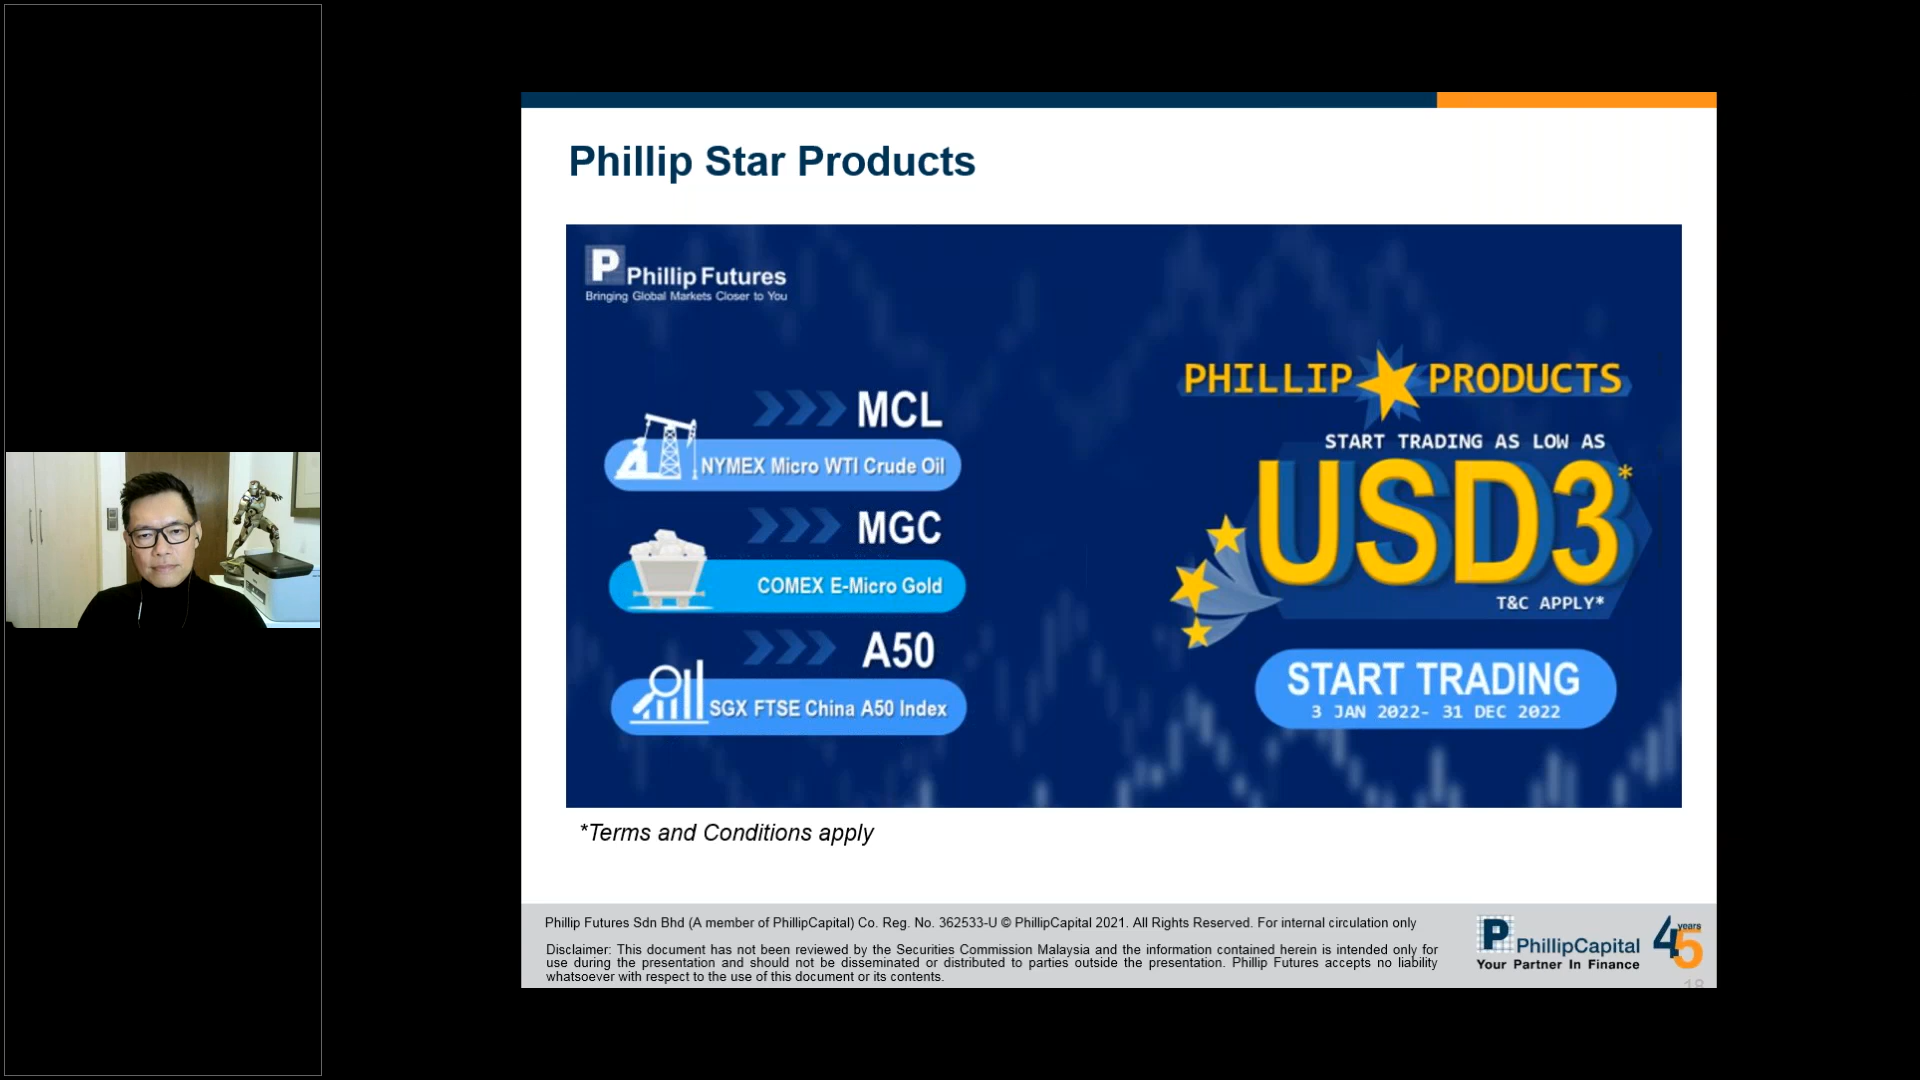 Phillip Star Products
P Phillip Futures
Bringing Global Markets Closer to You
MCL
NYMEX Micro WTI Crude Oil
MGC
COMEX E-Micro Gold
A50
SGX FTSE China A50 Index
PHILLIP PRODUCTS
START TRADING AS LOW AS
USD3*
T&C APPLY*
START TRADING
3 JAN 2022- 31 DEC 2022
*Terms and Conditions apply
Phillip Futures Sdn Bhd (A member of PhillipCapital) Co. Reg. No. 362533-U © PhillipCapital 2021. All Rights Reserved. For internal circulation only
Disclaimer: This document has not been reviewed by the Securities Commission Malaysia and the information contained herein is intended only for
use during the presentation and should not be disseminated or distributed to parties outside the presentation. Phillip Futures accepts no liability
whatsoever with respect to the use of this document or its contents.
P PhillipCapital
Your Partner In Finance
45 years
18